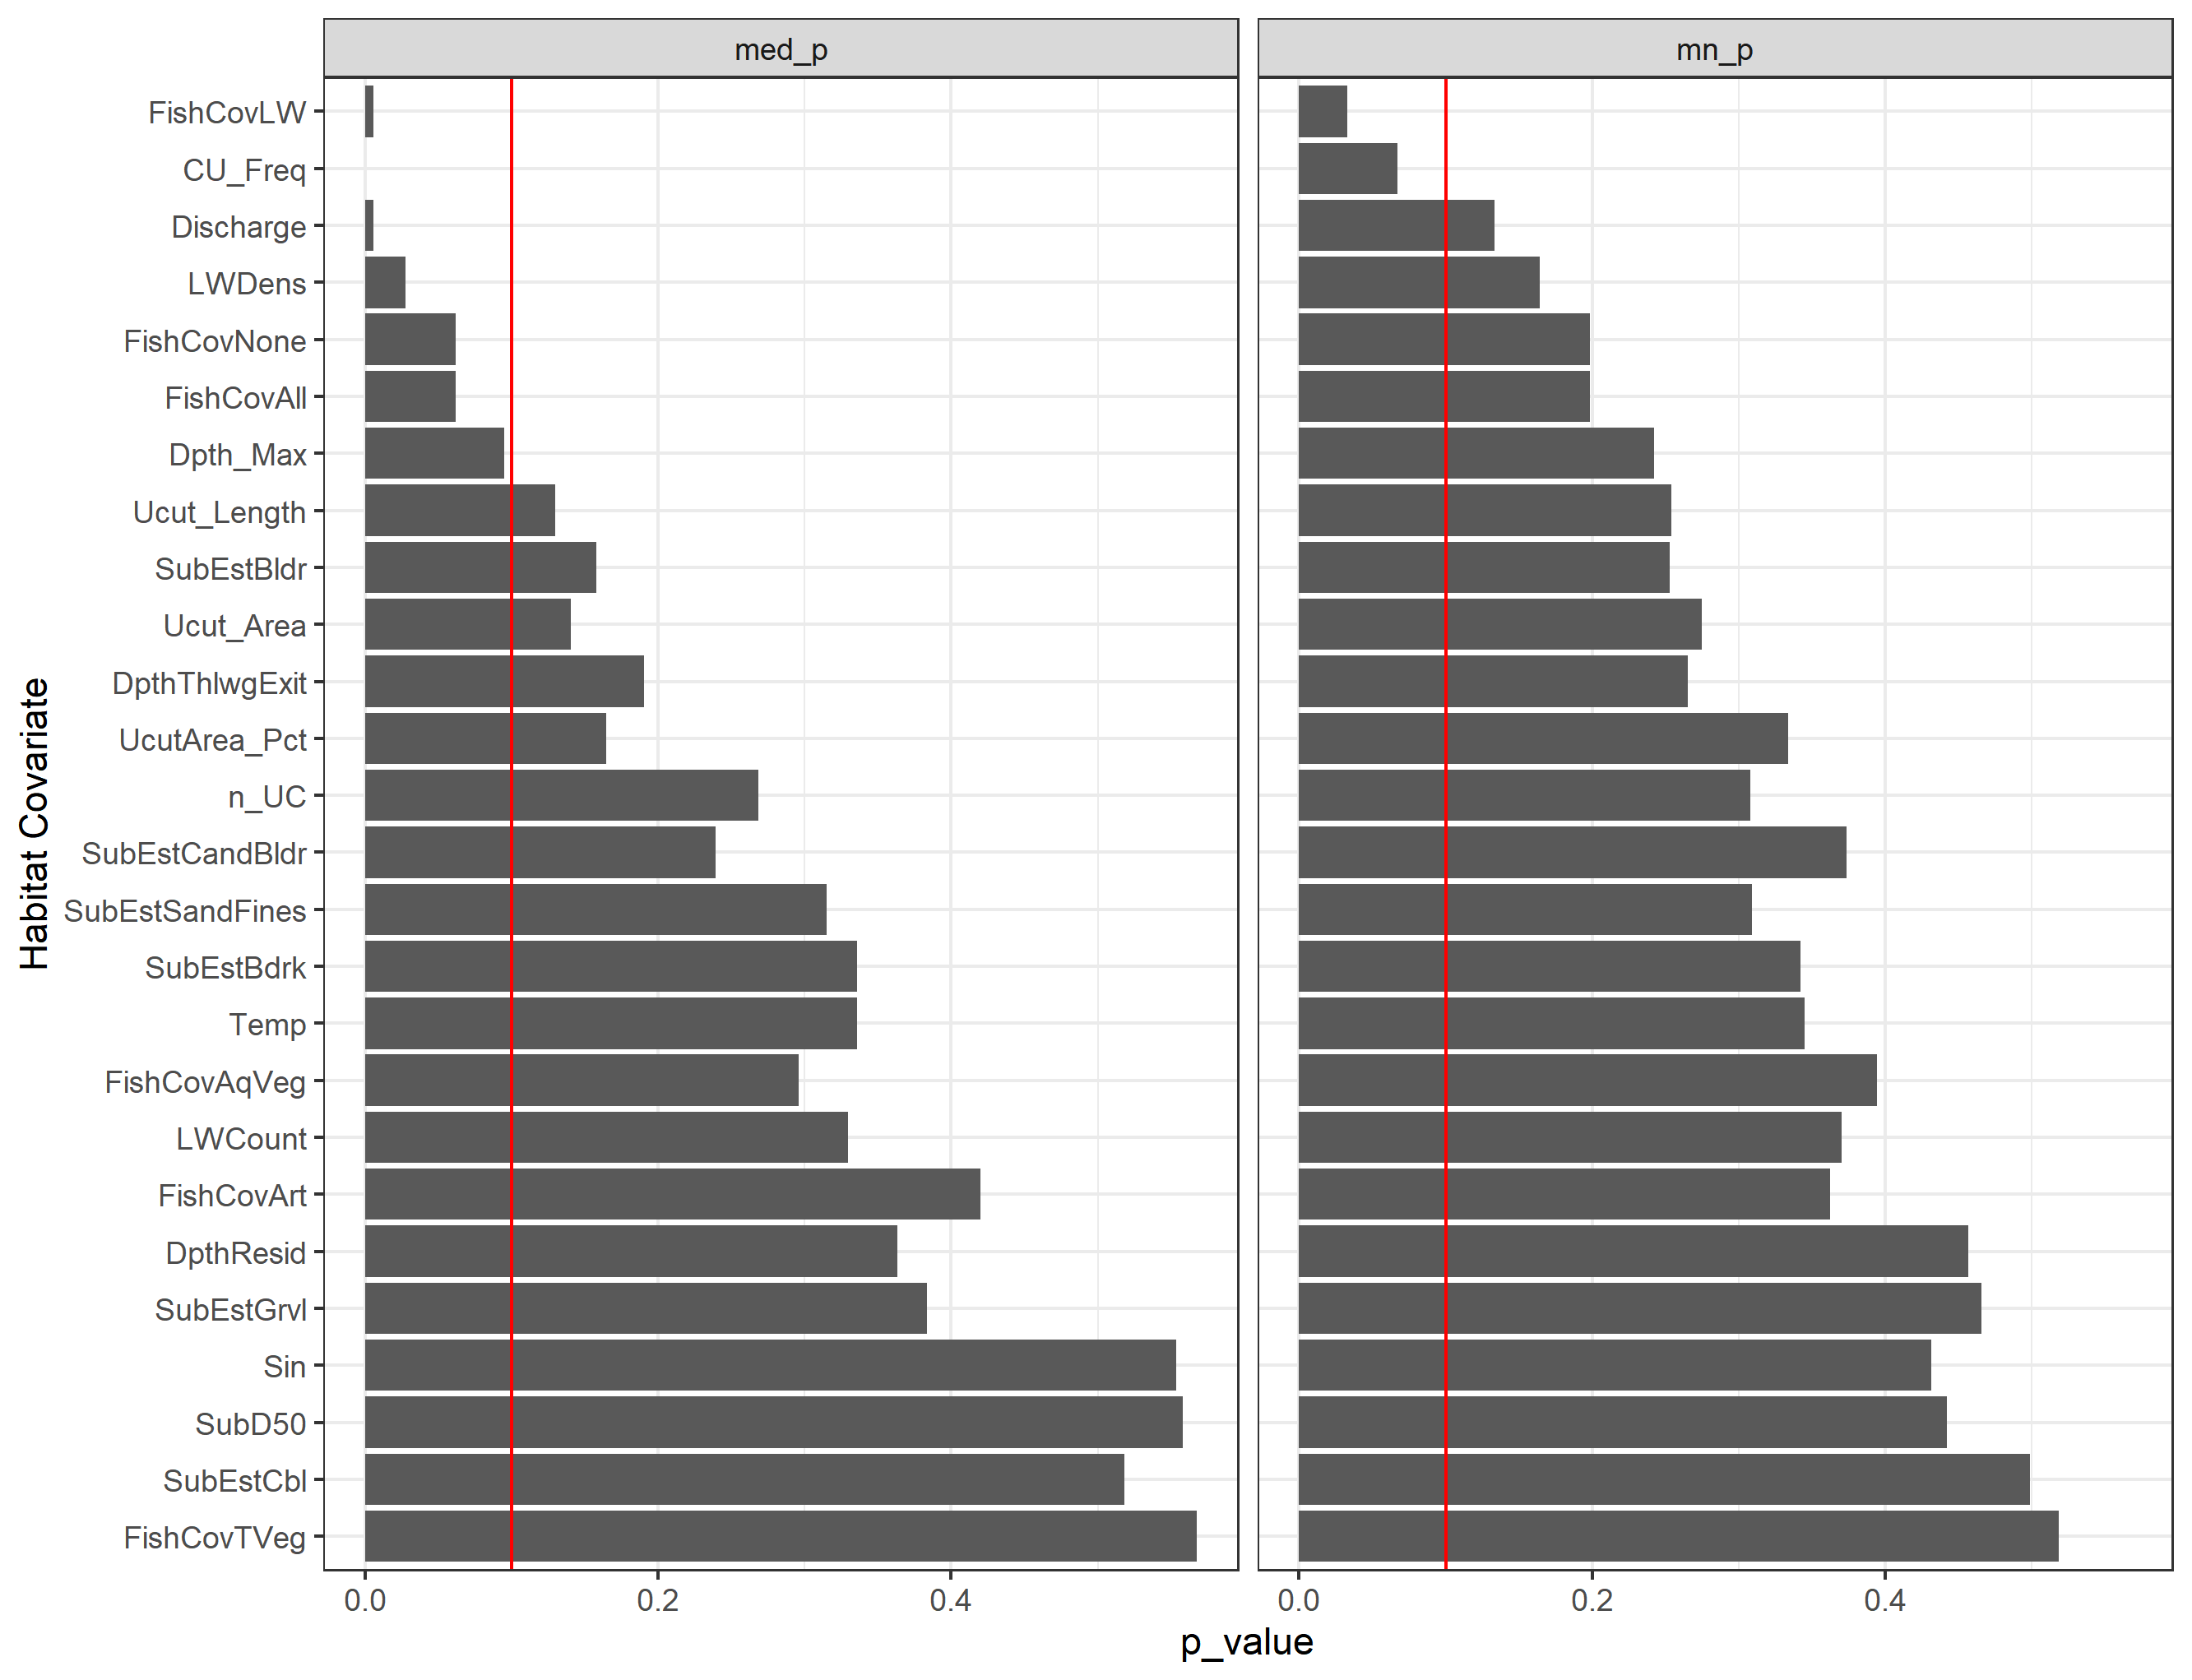 med_p
mn_p
FishCovLW
CU_Freq
Discharge
LWDens
FishCovNone
FishCovAll
Dpth_Max
Ucut_Length
SubEstBldr
Ucut_Area
DpthThlwgExit
UcutArea_Pct
n_UC
SubEstCandBldr
SubEstSandFines
SubEstBdrk
Temp
FishCovAqVeg
LWCount
FishCovArt
DpthResid
SubEstGrvl
Sin
SubD50
SubEstCbl
FishCovTVeg
Habitat Covariate
0.0 0.2 0.4
0.0 0.2 0.4
p_value